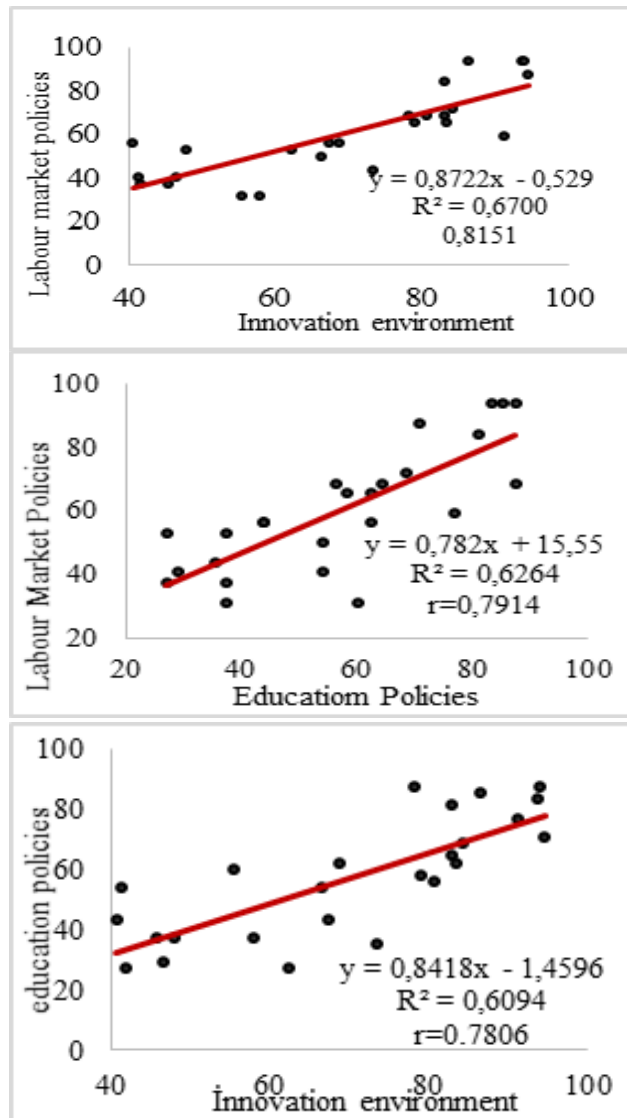 100
80
60
40
20
0
Labour market policies
y = 0,8722x - 0,529
R² = 0,6700
0,8151
40 60 80 100
Innovation environment
100
80
60
40
20
Labour Market Policies
y = 0,782x + 15,55
R² = 0,6264
r=0,7914
20 40 60 80 100
Educatiom Policies
100
80
60
40
20
0
education policies
y = 0,8418x - 1,4596
R² = 0,6094
r=0.7806
40 60 80 100
Innovation environment